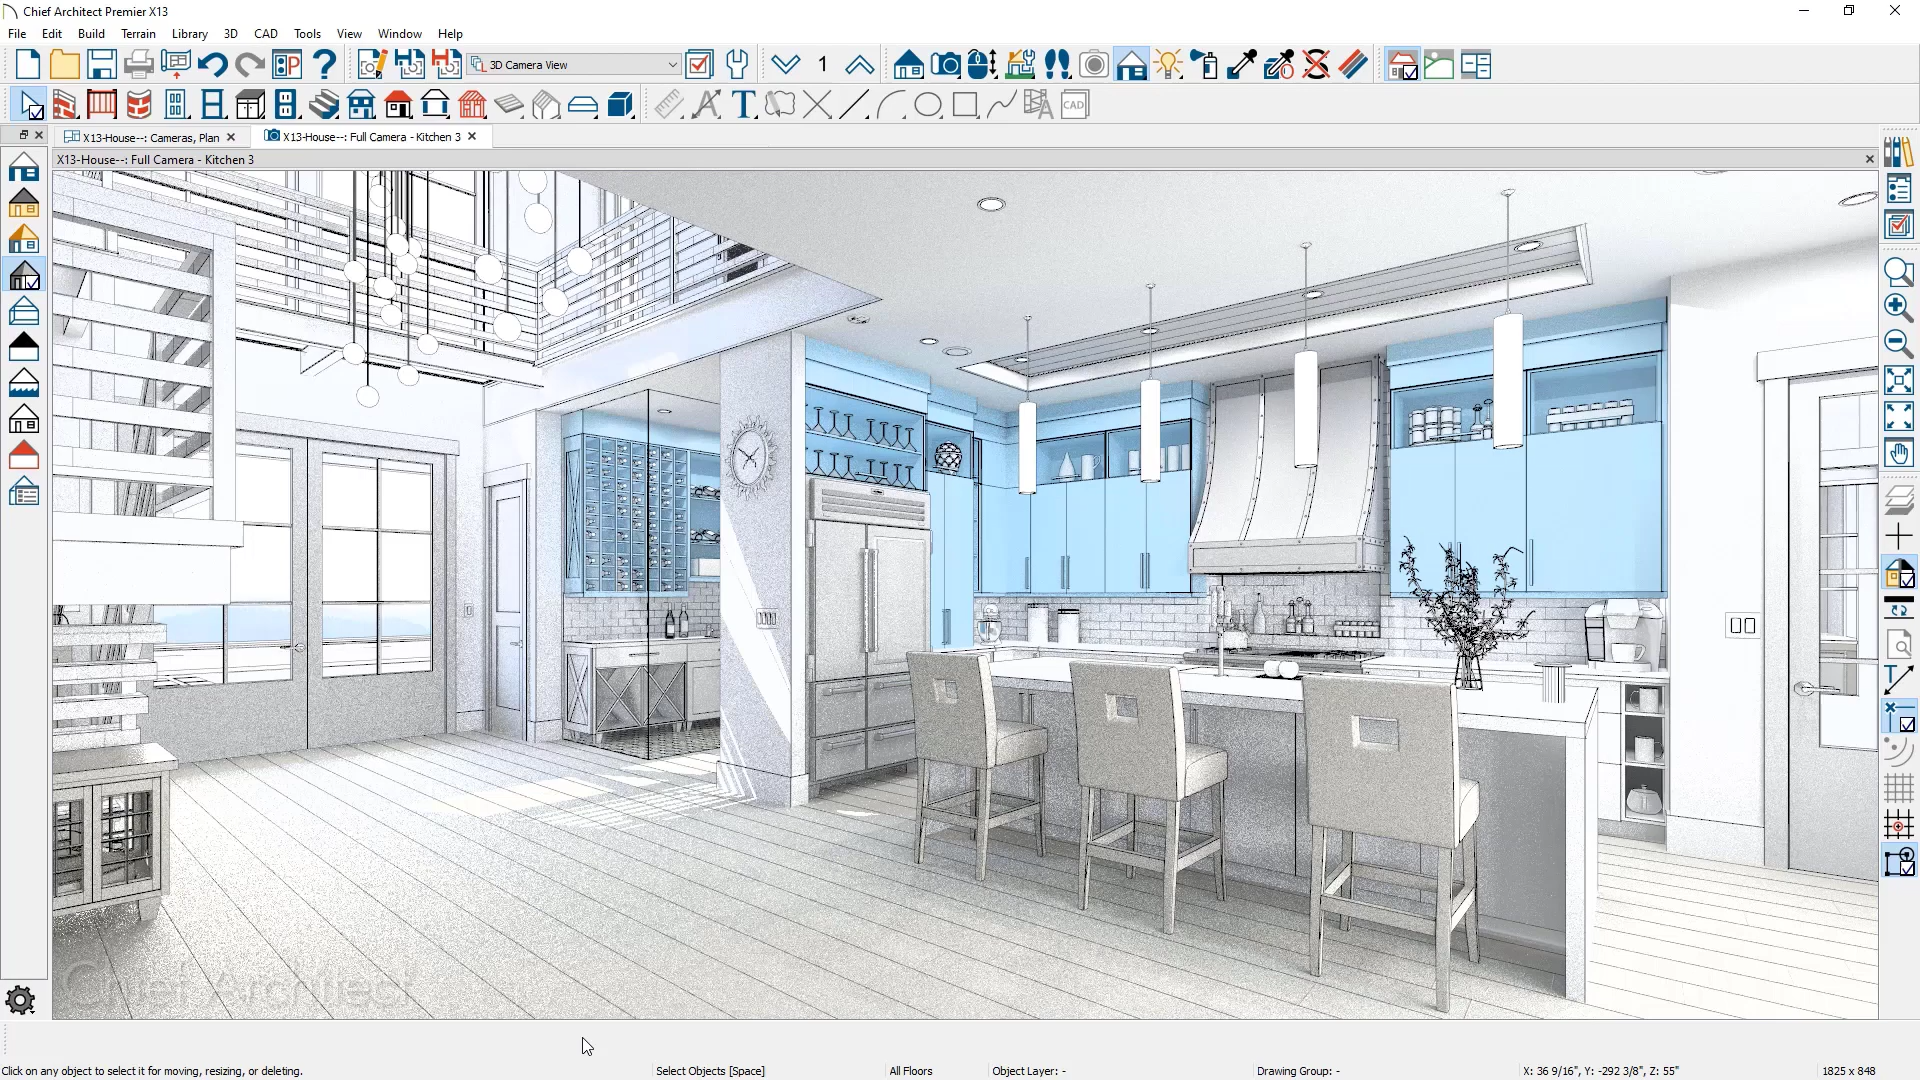 Chief Architect Premier X13
File Edit Build Terrain Library 3D CAD Tools View Window Help
3D Camera View
1
CAD
X13-House--: Cameras, Plan
X13-House--: Full Camera - Kitchen 3
X13-House--: Full Camera - Kitchen 3
Chief Architect
Click on any object to select it for moving, resizing, or deleting.
Select Objects [Space]
All Floors
Object Layer: -
Drawing Group: -
X: 36 9/16", Y: -292 3/8", Z: 55"
1825 x 848